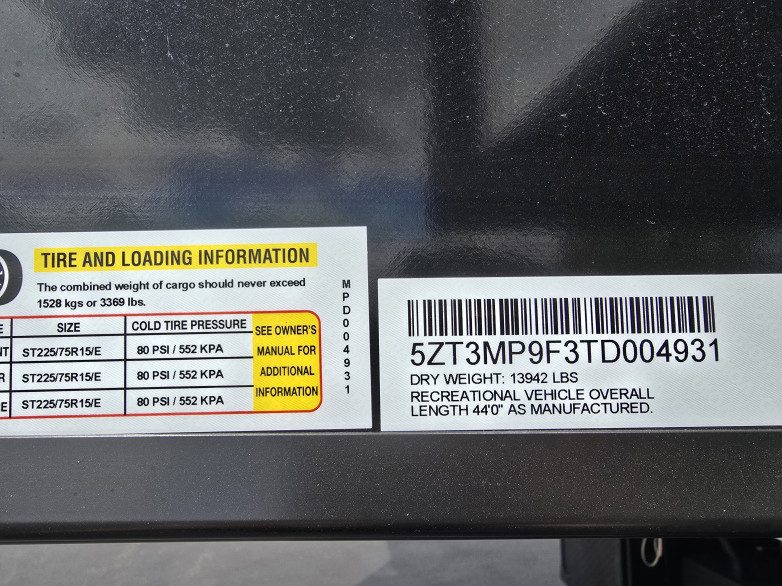 TIRE AND LOADING INFORMATION
The combined weight of cargo should never exceed
1528 kgs or 3369 lbs.
SIZE COLD TIRE PRESSURE SEE OWNER'S MANUAL FOR ADDITIONAL INFORMATION
ST225/75R15/E 80 PSI / 552 KPA
ST225/75R15/E 80 PSI / 552 KPA
ST225/75R15/E 80 PSI / 552 KPA
MPD004931
5ZT3MP9F3TD004931
DRY WEIGHT: 13942 LBS
RECREATIONAL VEHICLE OVERALL
LENGTH 44'0" AS MANUFACTURED.